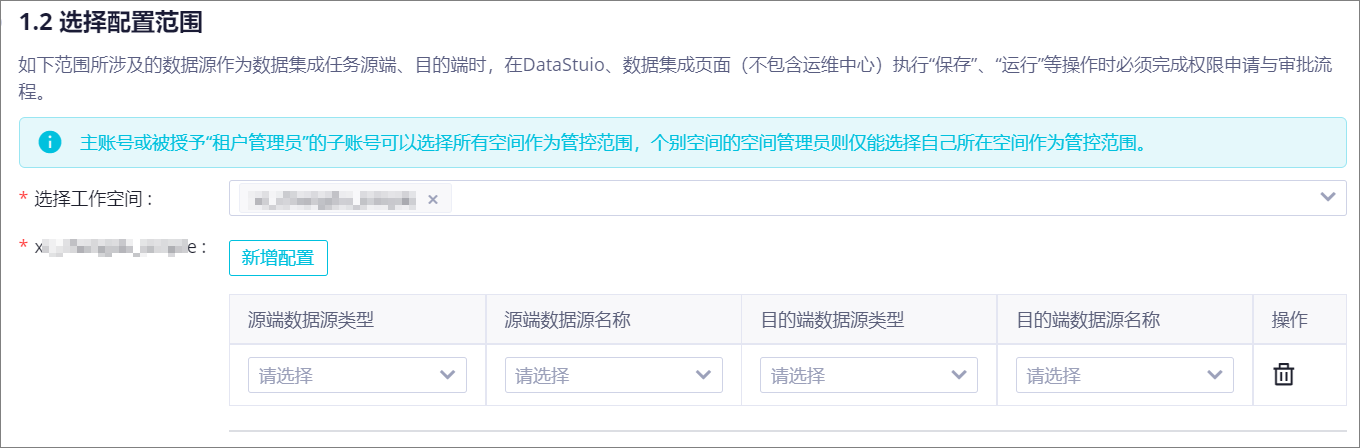 1.2 选择配置范围
如下范围所涉及的数据源作为数据集成任务源端、目的端时，在DataStuio、数据集成页面（不包含运维中心）执行“保存”、“运行”等操作时必须完成权限申请与审批流
程。
主账号或被授予“租户管理员”的子账号可以选择所有空间作为管控范围，个别空间的空间管理员则仅能选择自己所在空间作为管控范围。
* 选择工作空间 :
×
* :
新增配置
源端数据源类型 源端数据源名称 目的端数据源类型 目的端数据源名称 操作
请选择 请选择 请选择 请选择